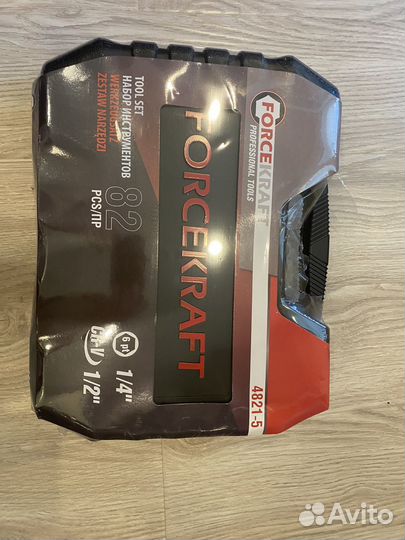 FORCEKRAFT
PROFESSIONAL TOOLS
TOOL SET
НАБОР ИНСТРУМЕНТОВ
WERKZEUGSATZ
ZESTAW NARZĘDZI
FORCEKRAFT
82
PCS/ПР
6 pt
1/4"
CR-V
1/2"
4821-5
Avito